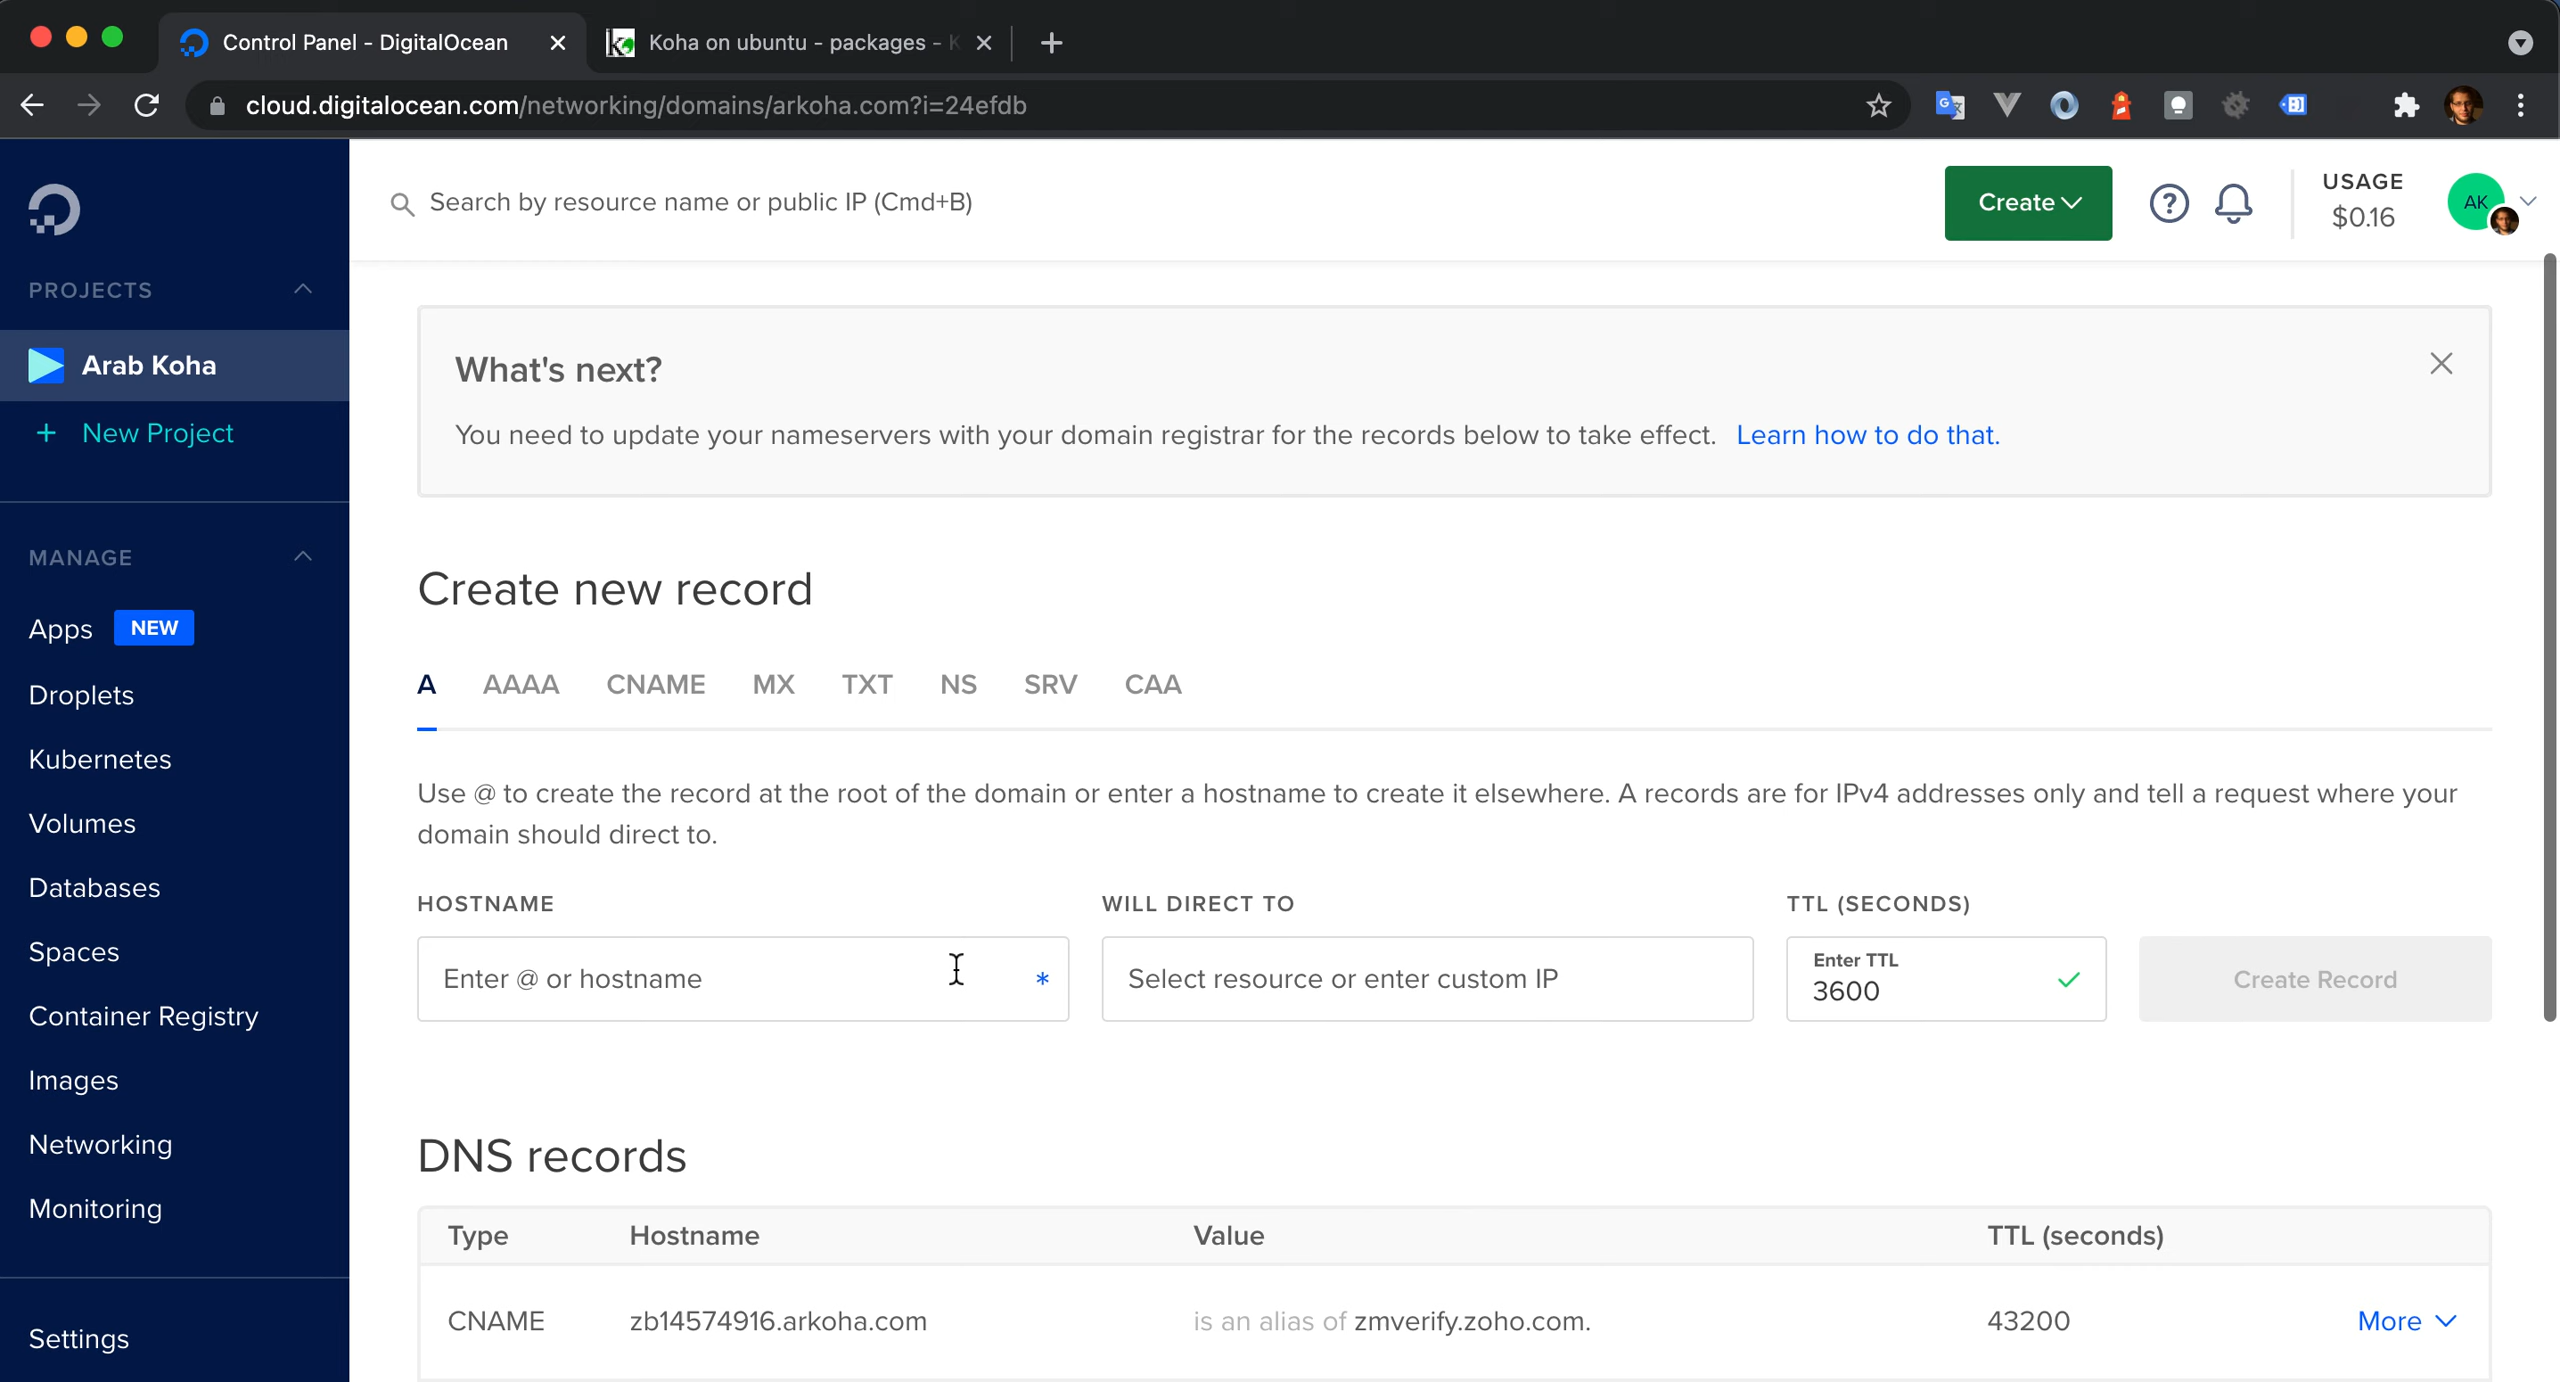 Control Panel - DigitalOcean
Koha on ubuntu - packages -
cloud.digitalocean.com/networking/domains/arkoha.com?i=24efdb
Search by resource name or public IP (Cmd+B)
Create
USAGE
$0.16
AK
PROJECTS
Arab Koha
+ New Project
MANAGE
Apps NEW
Droplets
Kubernetes
Volumes
Databases
Spaces
Container Registry
Images
Networking
Monitoring
Settings
What's next?
You need to update your nameservers with your domain registrar for the records below to take effect. Learn how to do that.
Create new record
A AAAA CNAME MX TXT NS SRV CAA
Use @ to create the record at the root of the domain or enter a hostname to create it elsewhere. A records are for IPv4 addresses only and tell a request where your
domain should direct to.
HOSTNAME WILL DIRECT TO TTL (SECONDS)
Enter @ or hostname * Select resource or enter custom IP Enter TTL
3600
Create Record
DNS records
Type Hostname Value TTL (seconds)
CNAME zb14574916.arkoha.com is an alias of zmverify.zoho.com. 43200 More